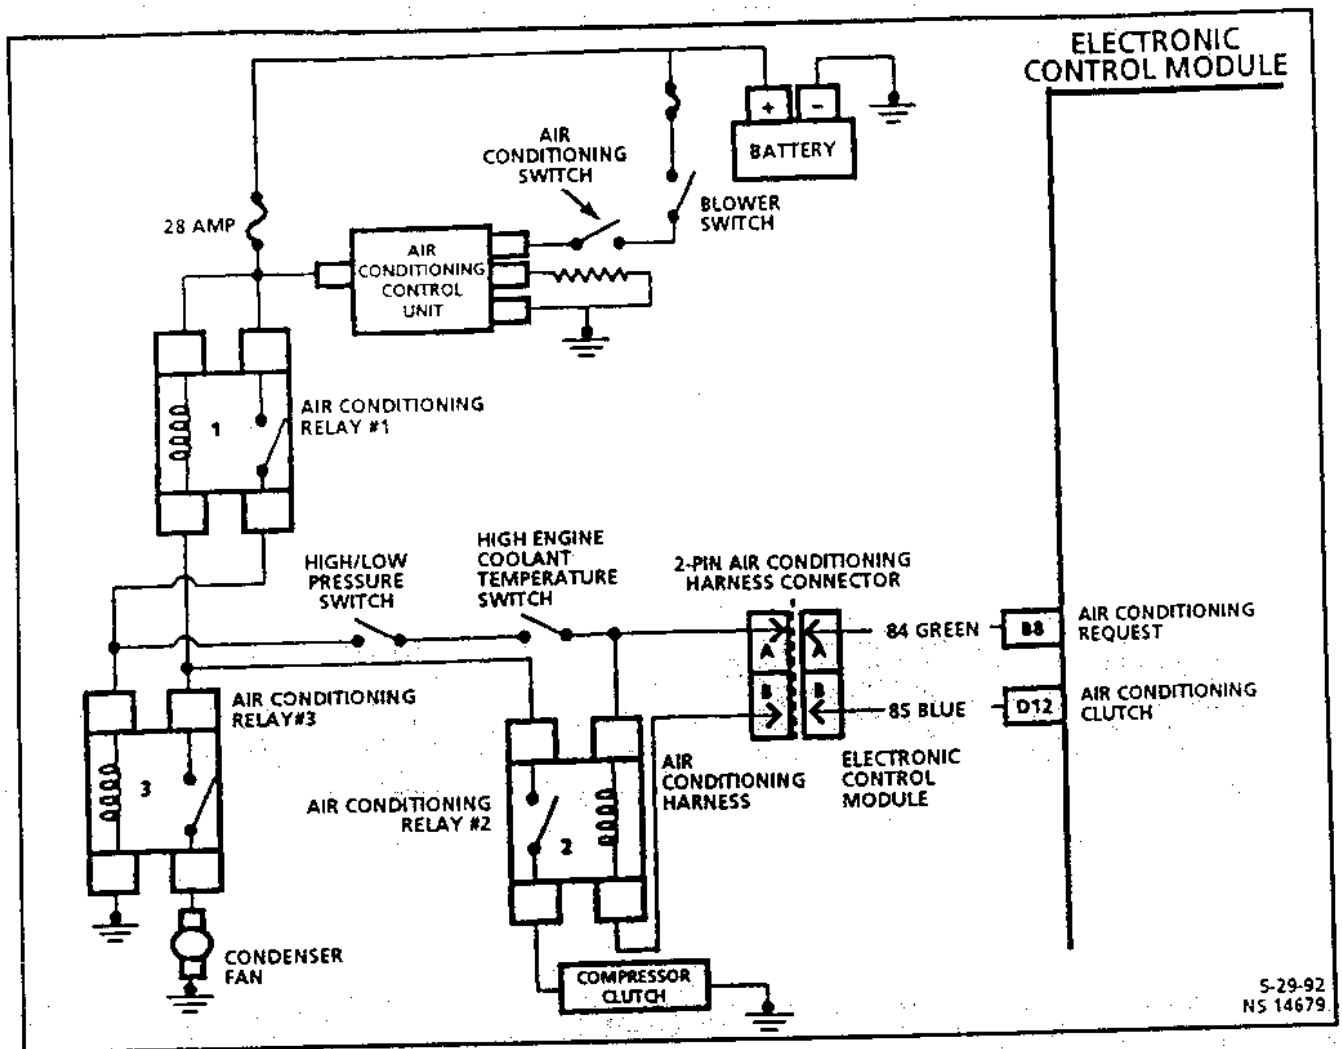 ELECTRONIC
CONTROL MODULE
+
-
BATTERY
AIR
CONDITIONING
SWITCH
BLOWER
SWITCH
28 AMP
AIR
CONDITIONING
CONTROL
UNIT
1
AIR CONDITIONING
RELAY #1
HIGH/LOW
PRESSURE
SWITCH
HIGH ENGINE
COOLANT
TEMPERATURE
SWITCH
2-PIN AIR CONDITIONING
HARNESS CONNECTOR
A
A
84 GREEN
B8
AIR CONDITIONING
REQUEST
B
B
85 BLUE
D12
AIR CONDITIONING
CLUTCH
AIR CONDITIONING
RELAY#3
3
AIR CONDITIONING
RELAY #2
2
AIR
CONDITIONING
HARNESS
ELECTRONIC
CONTROL
MODULE
CONDENSER
FAN
COMPRESSOR
CLUTCH
5-29-92
NS 14679